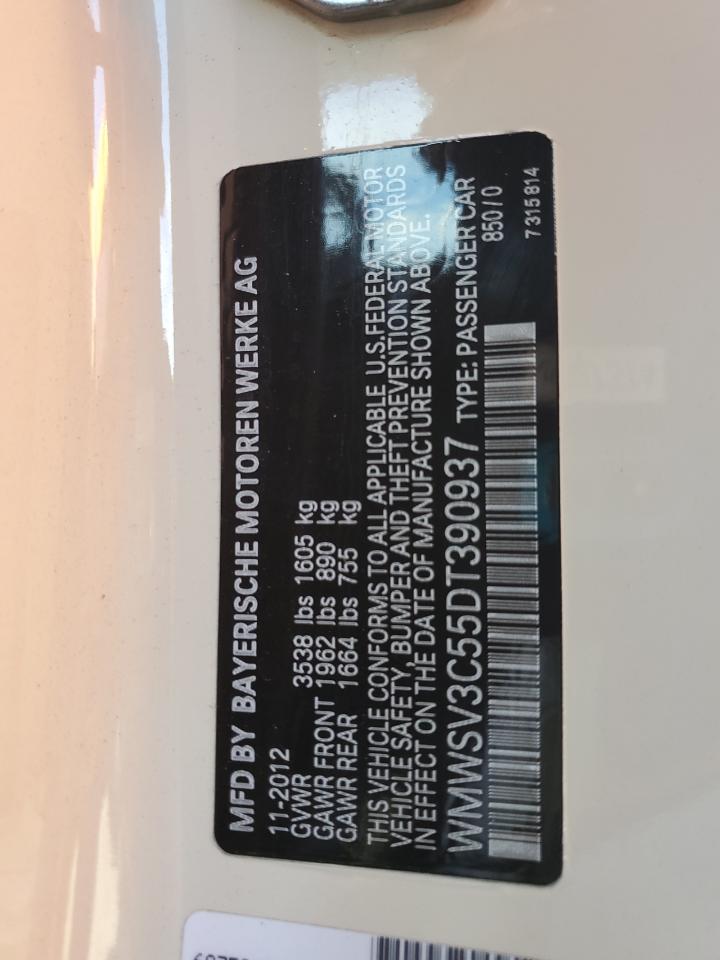 MFD BY BAYERISCHE MOTOREN WERKE AG
11-2012
GVWR 3538 lbs 1605 kg
GAWR FRONT 1962 lbs 890 kg
GAWR REAR 1664 lbs 755 kg
THIS VEHICLE CONFORMS TO ALL APPLICABLE U.S.FEDERAL MOTOR
VEHICLE SAFETY, BUMPER AND THEFT PREVENTION STANDARDS
IN EFFECT ON THE DATE OF MANUFACTURE SHOWN ABOVE.
WMWSV3C55DT390937 TYPE: PASSENGER CAR
850/0
7315814